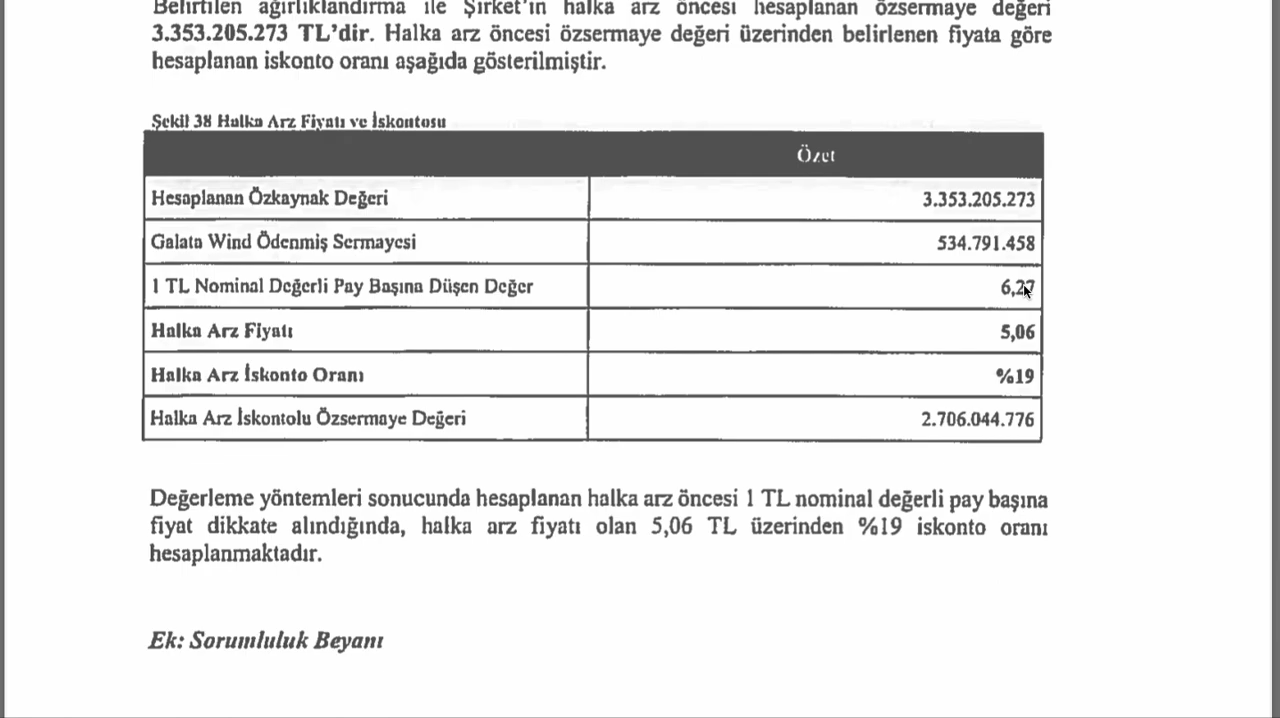 Belirtilen ağırlıklandırma ile Şirket'in halka arz öncesi hesaplanan özsermaye değeri
3.353.205.273 TL'dir. Halka arz öncesi özsermaye değeri üzerinden belirlenen fiyata göre
hesaplanan iskonto oranı aşağıda gösterilmiştir.
Şekil 38 Halka Arz Fiyatı ve İskontosu
Özet
Hesaplanan Özkaynak Değeri 3.353.205.273
Galata Wind Ödenmiş Sermayesi 534.791.458
1 TL Nominal Değerli Pay Başına Düşen Değer 6,27
Halka Arz Fiyatı 5,06
Halka Arz İskonto Oranı %19
Halka Arz İskontolu Özsermaye Değeri 2.706.044.776
Değerleme yöntemleri sonucunda hesaplanan halka arz öncesi 1 TL nominal değerli pay başına
fiyat dikkate alındığında, halka arz fiyatı olan 5,06 TL üzerinden %19 iskonto oranı
hesaplanmaktadır.
Ek: Sorumluluk Beyanı